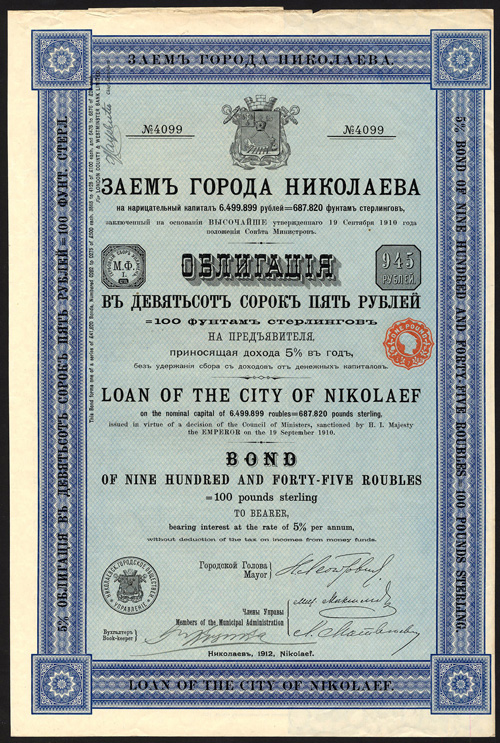 ЗАЕМЪ ГОРОДА НИКОЛАЕВА.
№4099
№4099
ЗАЕМЪ ГОРОДА НИКОЛАЕВА
на нарицательный капиталъ 6.499.899 рублей=687.820 фунтам стерлинговъ,
заключенный на основаніи ВЫСОЧАЙШЕ утвержденнаго 19 Сентября 1910 года
положенія Совѣта Министровъ.
М.Ф.
ОБЛИГАЦІЯ
945
РУБЛЕЙ.
ВЪ ДЕВЯТЬСОТ СОРОКЪ ПЯТЬ РУБЛЕЙ
=100 ФУНТАМЪ СТЕРЛИНГОВЪ
НА ПРЕДЪЯВИТЕЛЯ,
приносящая дохода 5% въ годъ,
безъ удержанія сбора съ доходовъ отъ денежныхъ капиталовъ.
ONE POUND
LOAN OF THE CITY OF NIKOLAEF
on the nominal capital of 6.499.899 roubles=687.820 pounds sterling,
issued in virtue of a decision of the Council of Ministers, sanctioned by H. I. Majesty
the EMPEROR on the 19 September 1910.
BOND
OF NINE HUNDRED AND FORTY-FIVE ROUBLES
=100 pounds sterling
TO BEARER,
bearing interest at the rate of 5% per annum,
without deduction of the tax on incomes from money funds.
Городской Голова
Mayor
Члены Управы
Members of the Municipal Administration
НИКОЛАЕВСК. ГОРОДСКОЕ ОБЩЕСТВ.
УПРАВЛЕНІЕ
Бухгалтеръ
Book-keeper
Николаевъ, 1912, Nikolaef.
LOAN OF THE CITY OF NIKOLAEF.
5% ОБЛИГАЦІЯ ВЪ ДЕВЯТЬСОТЪ СОРОКЪ ПЯТЬ РУБЛЕЙ=100 ФУНТ. СТЕРЛ.
5% BOND OF NINE HUNDRED AND FORTY-FIVE ROUBLES=100 POUNDS STERLING.